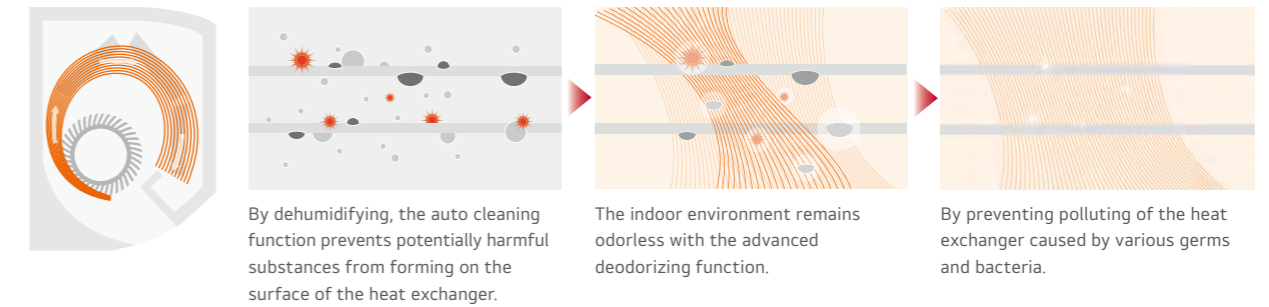 By dehumidifying, the auto cleaning
function prevents potentially harmful
substances from forming on the
surface of the heat exchanger.
The indoor environment remains
odorless with the advanced
deodorizing function.
By preventing polluting of the heat
exchanger caused by various germs
and bacteria.